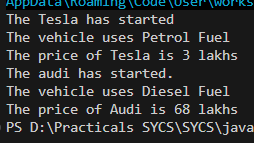 AppData\Roaming\Code\User\works
The Tesla has started
The vehicle uses Petrol Fuel
The price of Tesla is 3 lakhs
The audi has started.
The vehicle uses Diesel Fuel
The price of Audi is 68 lakhs
PS D:\Practicals SYCS\SYCS\java